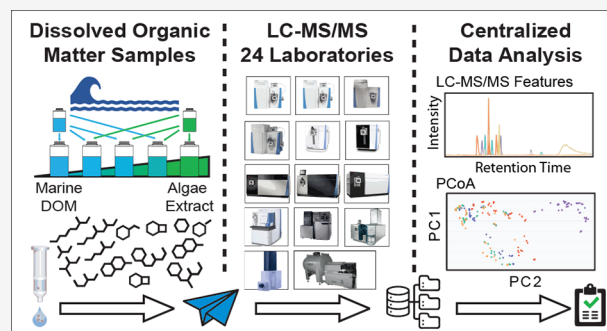 Dissolved Organic
Matter Samples
Marine
DOM
Algae
Extract
LC-MS/MS
24 Laboratories
Centralized
Data Analysis
LC-MS/MS Features
Intensity
Retention Time
PCoA
PC1
PC2